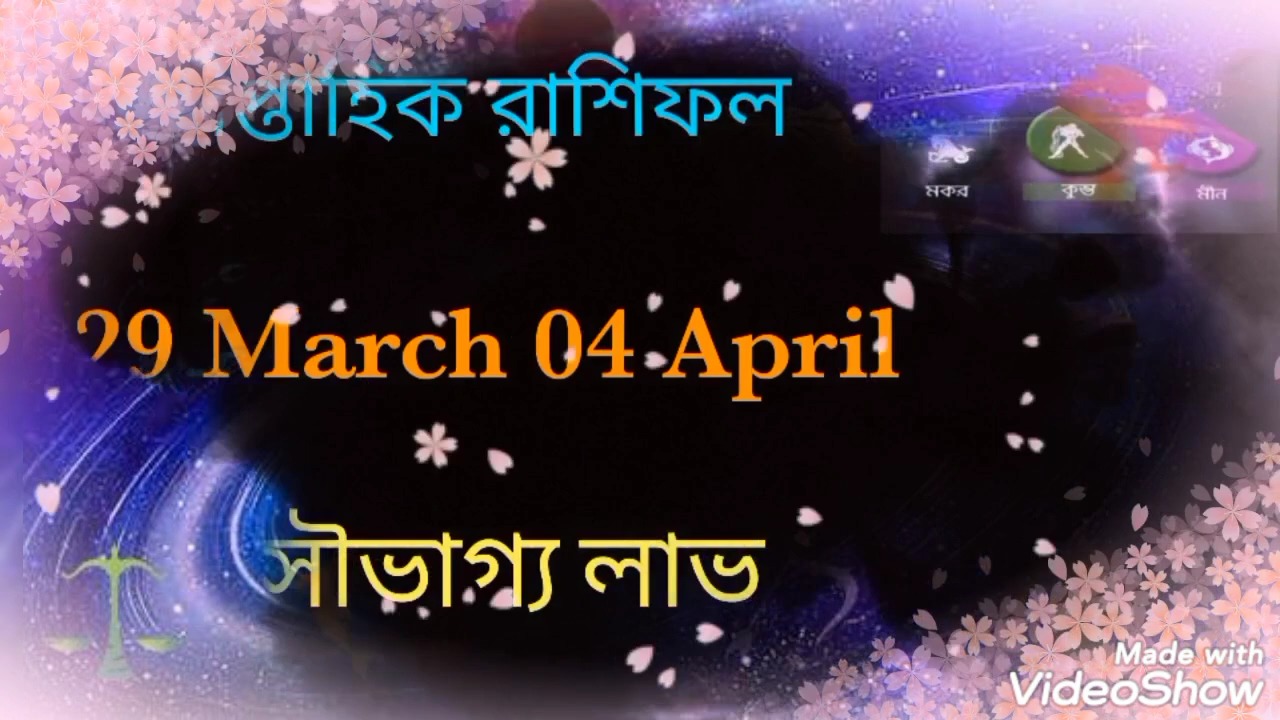 প্তাহিক রাশিফল
মকর কুম্ভ মীন
29 March 04 April
সৌভাগ্য লাভ
Made with
VideoShow